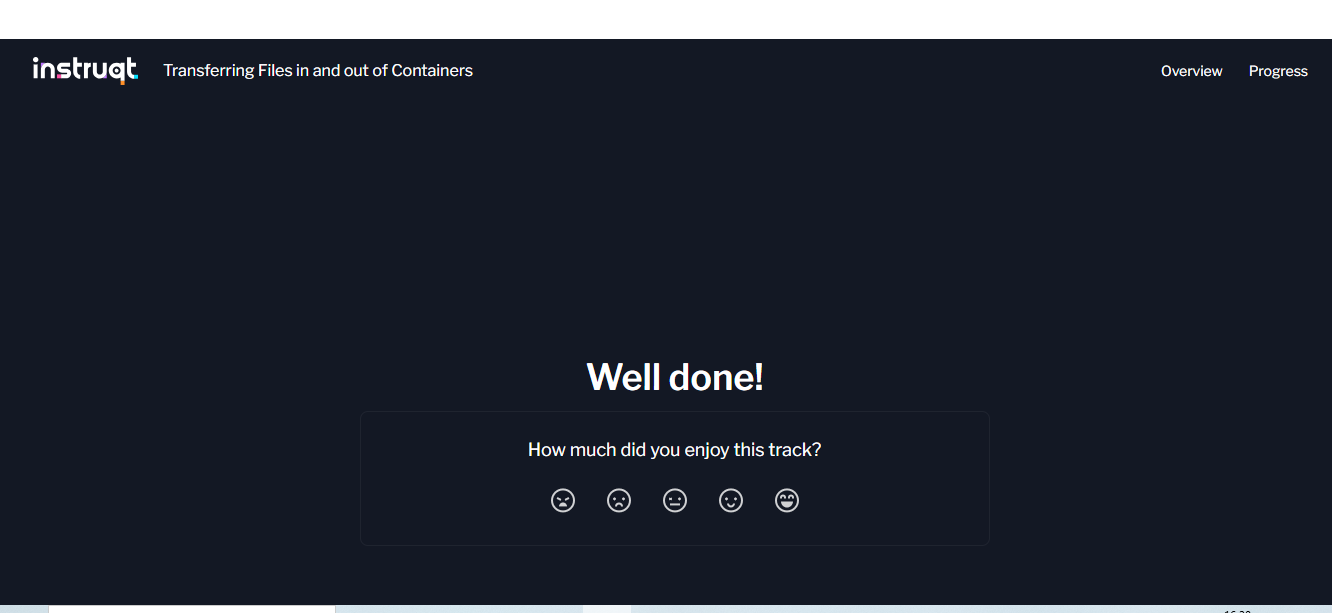 instruqt
Transferring Files in and out of Containers
Overview
Progress
Well done!
How much did you enjoy this track?